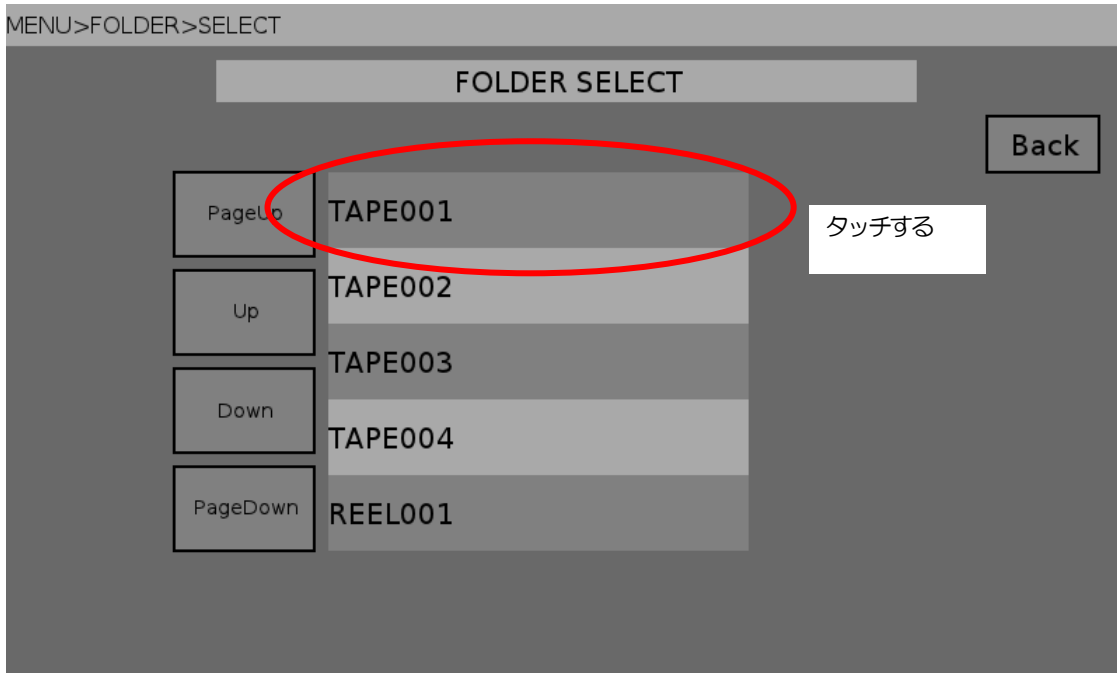 MENU>FOLDER>SELECT
FOLDER SELECT
Back
PageUp
TAPE001
タッチする
Up
TAPE002
TAPE003
Down
TAPE004
PageDown
REEL001